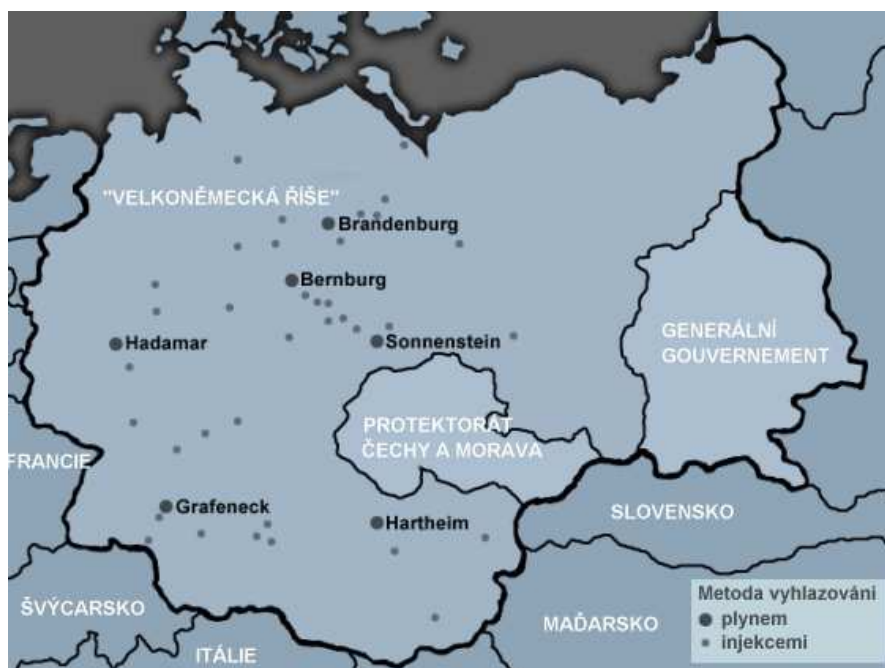 "VELKONĚMECKÁ ŘÍŠE"
Brandenburg
Bernburg
Hadamar
Sonnenstein
GENERÁLNÍ
GOUVERNEMENT
PROTEKTORÁT
ČECHY A MORAVA
FRANCIE
Grafeneck
Hartheim
SLOVENSKO
ŠVÝCARSKO
ITÁLIE
MAĎARSKO
Metoda vyhlazováni
plynem
injekcemi